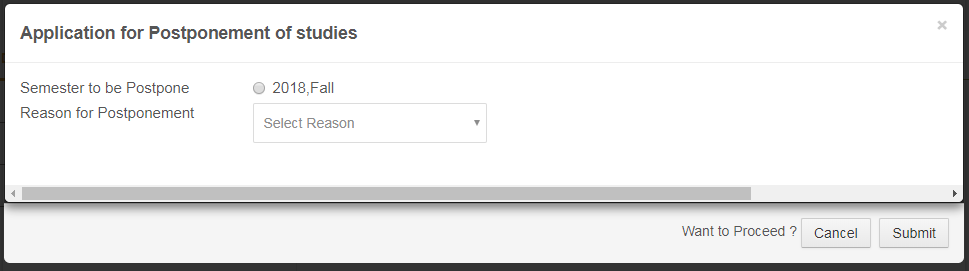 Application for Postponement of studies
×
Semester to be Postpone 2018,Fall
Reason for Postponement Select Reason
Want to Proceed ? Cancel Submit